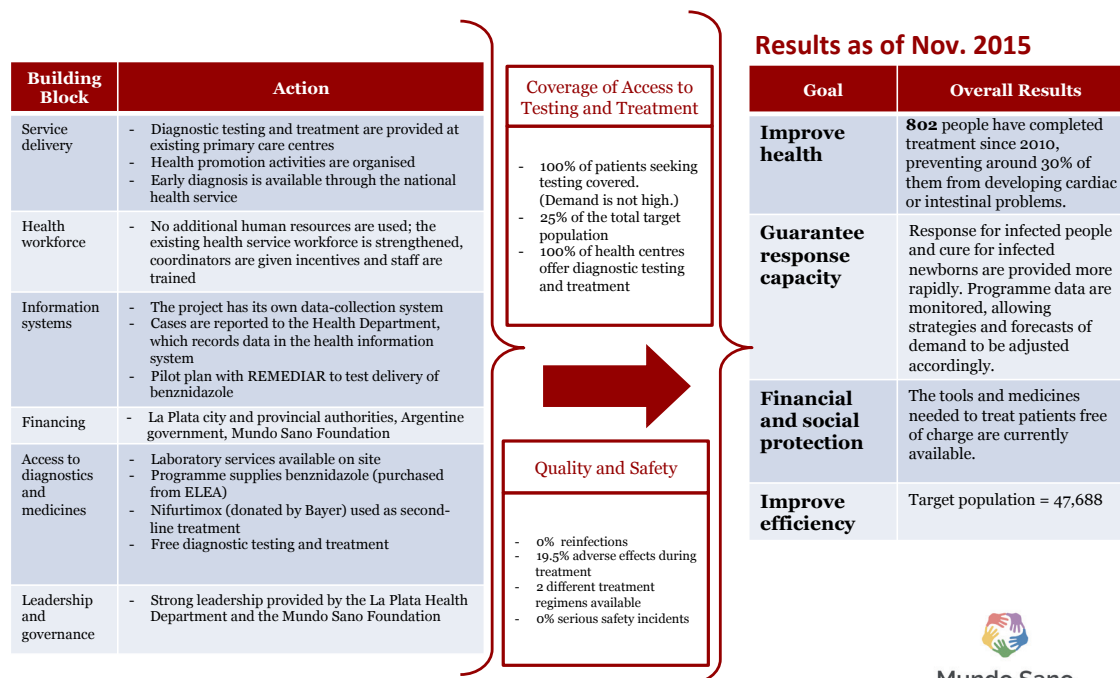 Building
Block
Action
Service
delivery
- Diagnostic testing and treatment are provided at
existing primary care centres
- Health promotion activities are organised
- Early diagnosis is available through the national
health service
Health
workforce
- No additional human resources are used; the
existing health service workforce is strengthened,
coordinators are given incentives and staff are
trained
Information
systems
- The project has its own data-collection system
- Cases are reported to the Health Department,
which records data in the health information
system
- Pilot plan with REMEDIAR to test delivery of
benznidazole
Financing
- La Plata city and provincial authorities, Argentine
government, Mundo Sano Foundation
Access to
diagnostics
and
medicines
- Laboratory services available on site
- Programme supplies benznidazole (purchased
from ELEA)
- Nifurtimox (donated by Bayer) used as second-
line treatment
- Free diagnostic testing and treatment
Leadership
and
governance
- Strong leadership provided by the La Plata Health
Department and the Mundo Sano Foundation
Coverage of Access to
Testing and Treatment
- 100% of patients seeking
testing covered.
(Demand is not high.)
- 25% of the total target
population
- 100% of health centres
offer diagnostic testing
and treatment
Quality and Safety
- 0% reinfections
- 19.5% adverse effects during
treatment
- 2 different treatment
regimens available
- 0% serious safety incidents
Results as of Nov. 2015
Goal
Overall Results
Improve
health
802 people have completed
treatment since 2010,
preventing around 30% of
them from developing cardiac
or intestinal problems.
Guarantee
response
capacity
Response for infected people
and cure for infected
newborns are provided more
rapidly. Programme data are
monitored, allowing
strategies and forecasts of
demand to be adjusted
accordingly.
Financial
and social
protection
The tools and medicines
needed to treat patients free
of charge are currently
available.
Improve
efficiency
Target population = 47,688
Mundo Sano